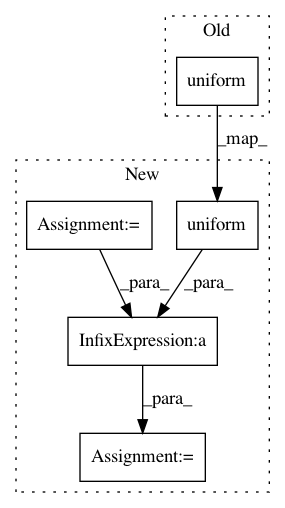 Old
uniform
_map_
New
Assignment:=
uniform
_para_
_para_
InfixExpression:a
_para_
Assignment:=